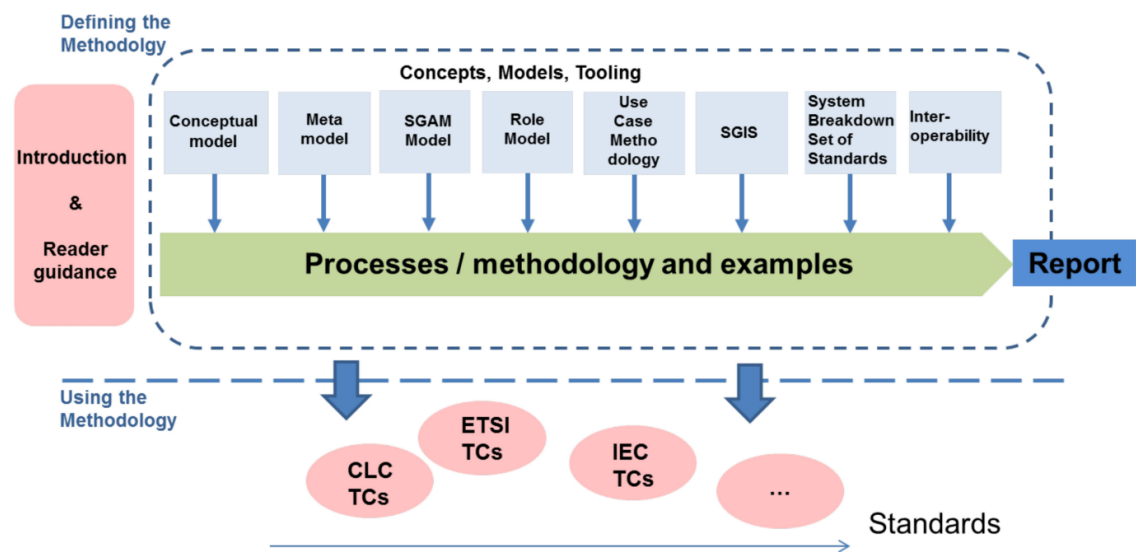 Defining the
Methodolgy
Concepts, Models, Tooling
Introduction
&
Reader
guidance
Conceptual
model
Meta
model
SGAM
Model
Role
Model
Use
Case
Metho
dology
SGIS
System
Breakdown
Set of
Standards
Inter-
operability
Processes / methodology and examples
Report
Using the
Methodology
CLC
TCs
ETSI
TCs
IEC
TCs
...
Standards